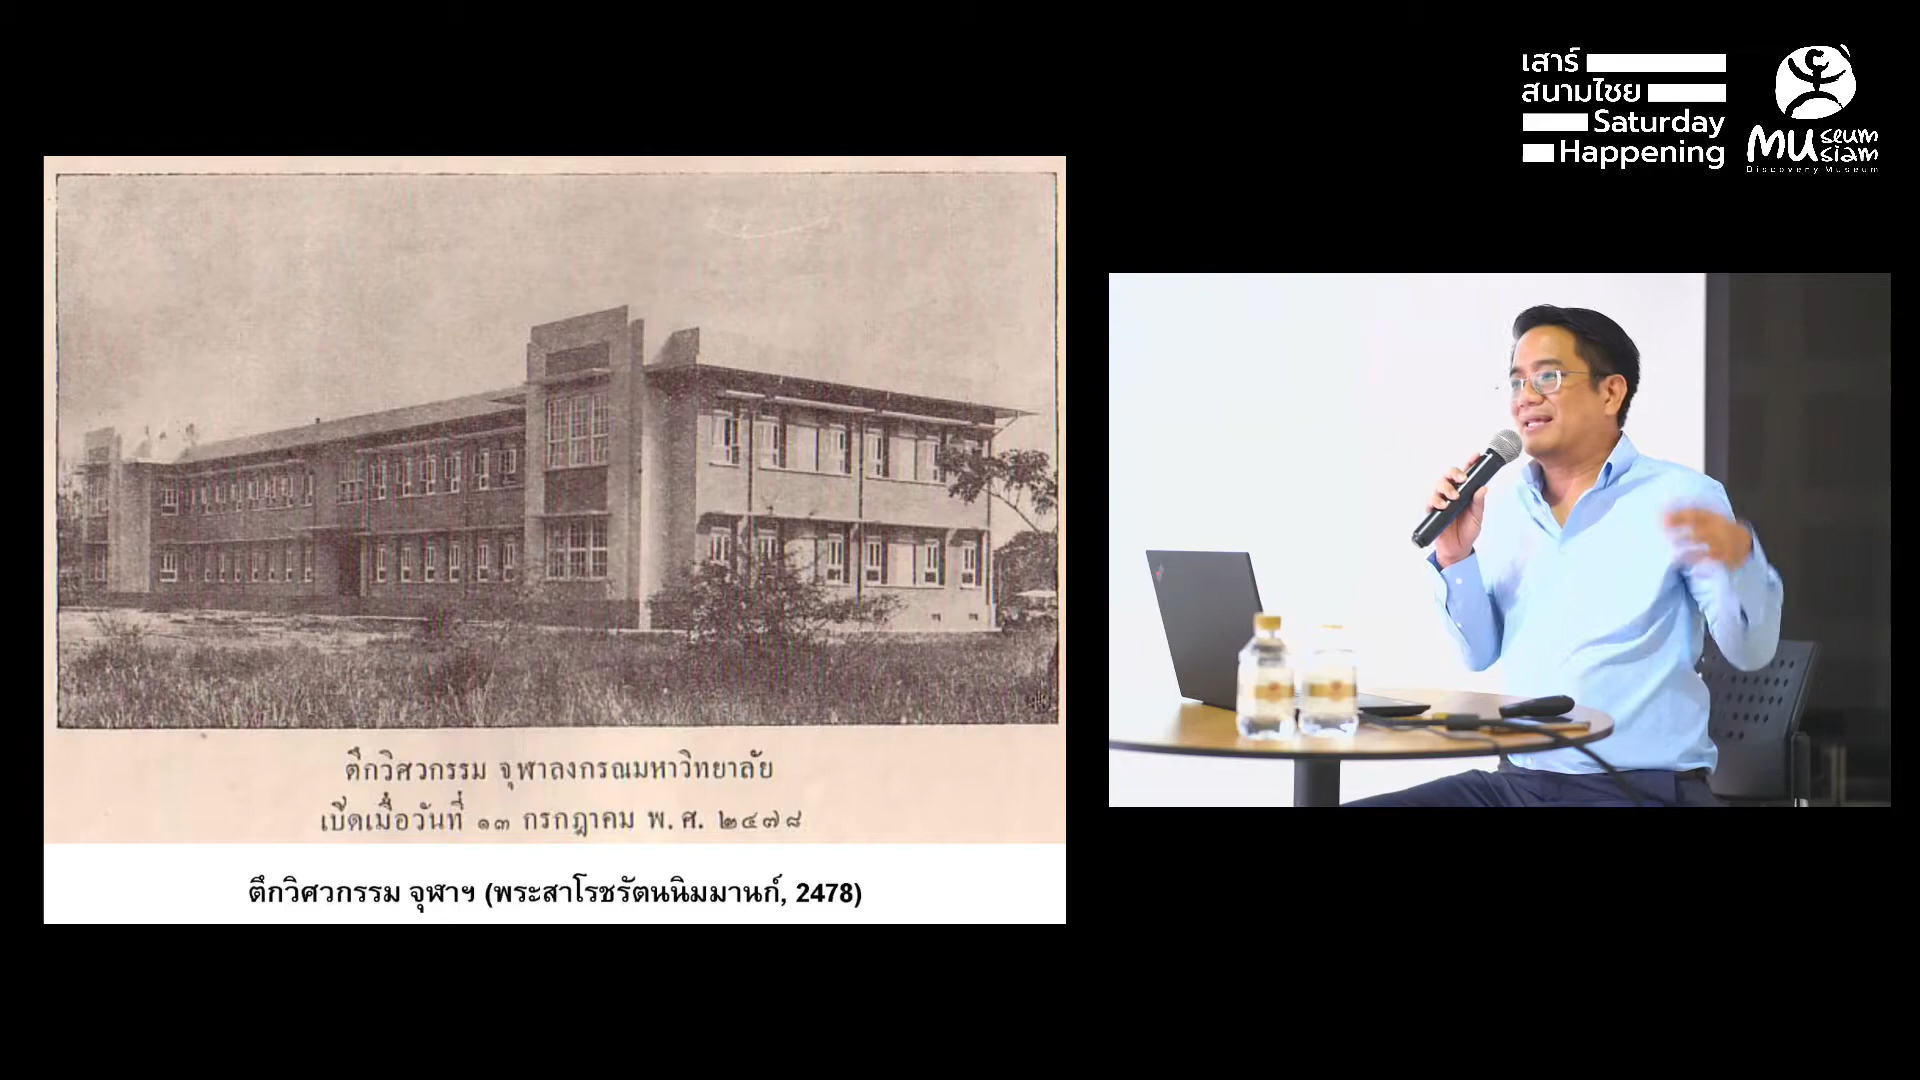 เสาร์
สนามไชย
Saturday
Happening
Museum
Siam
Discovery Museum
ตึกวิศวกรรม จุฬาลงกรณมหาวิทยาลัย
เปิดเมื่อวันที่ ๑๓ กรกฎาคม พ. ศ. ๒๔๗๘
ตึกวิศวกรรม จุฬาฯ (พระสาโรชรัตนนิมมานก์, 2478)